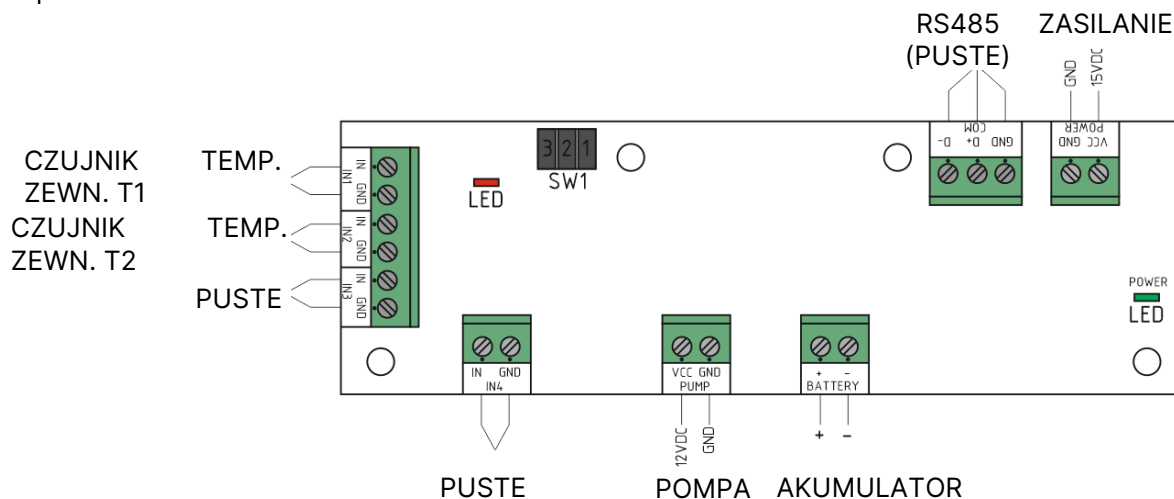 RS485
(PUSTE)
ZASILANIE
GND
15VDC
D-
D+
GND
COM
GND
VCC
POWER
CZUJNIK
ZEWN. T1
TEMP.
IN
GND
IN1
CZUJNIK
ZEWN. T2
TEMP.
IN
GND
IN2
PUSTE
IN
GND
IN3
LED
3 2 1
SW1
POWER
LED
IN GND
IN4
VCC GND
PUMP
+ -
BATTERY
12VDC
GND
+ -
PUSTE
POMPA
AKUMULATOR